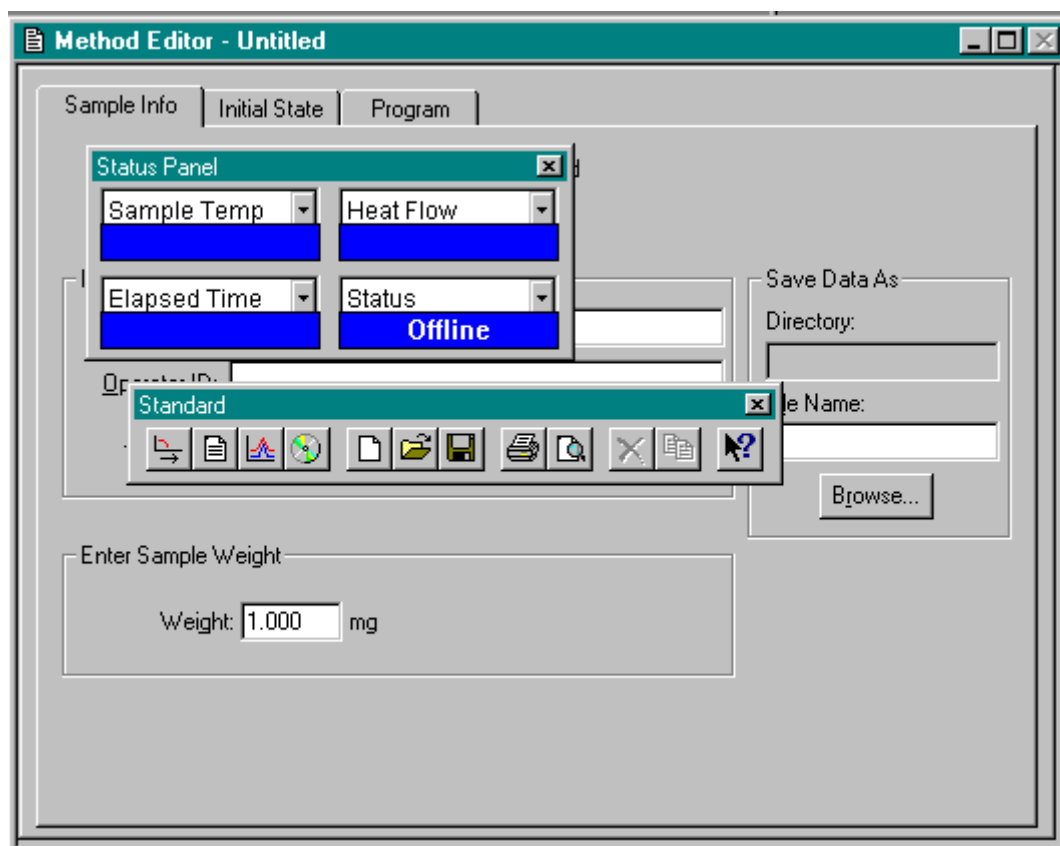 Method Editor - Untitled
Sample Info
Initial State
Program
Status Panel
Sample Temp
Heat Flow
Elapsed Time
Status
Offline
Save Data As
Directory:
Name:
Browse...
Standard
Enter Sample Weight
Weight: 1.000 mg